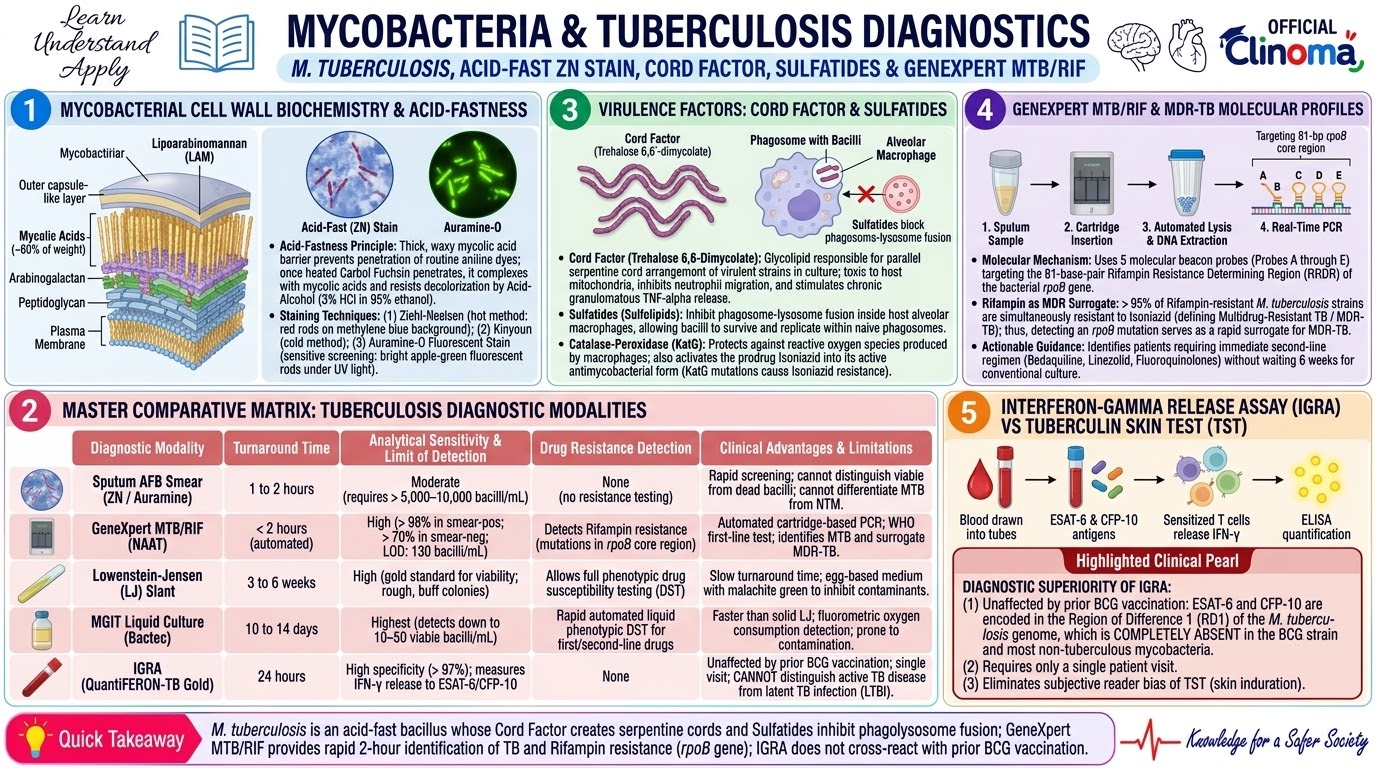 Learn
Understand
Apply
MYCOBACTERIA & TUBERCULOSIS DIAGNOSTICS
M. TUBERCULOSIS, ACID-FAST ZN STAIN, CORD FACTOR, SULFATIDES & GENEXPERT MTB/RIF
OFFICIAL
Clinoma
1 MYCOBACTERIAL CELL WALL BIOCHEMISTRY & ACID-FASTNESS
Mycobactiriar
Lipoarabinomannan
(LAM)
Outer capsule-
like layer
Mycolic Acids
(~60% of weight)
Arabinogalactan
Peptidoglycan
Plasma
Membrane
Acid-Fast (ZN) Stain
Auramine-O
• Acid-Fastness Principle: Thick, waxy mycolic acid
barrier prevents penetration of routine aniline dyes;
once heated Carbol Fuchsin penetrates, it complexes
with mycolic acids and resists decolorization by Acid-
Alcohol (3% HCl in 95% ethanol).
• Staining Techniques: (1) Ziehl-Neelsen (hot method:
red rods on methylene blue background); (2) Kinyoun
(cold method); (3) Auramine-O Fluorescent Stain
(sensitive screening: bright apple-green fluorescent
rods under UV light).
3 VIRULENCE FACTORS: CORD FACTOR & SULFATIDES
Cord Factor
(Trehalose 6,6'-dimycolate)
Phagosome with Bacilli
Alveolar
Macrophage
Sulfatides block
phagosoms-lysosome fusion
• Cord Factor (Trehalose 6,6-Dimycolate): Glycolipid responsible for parallel
serpentine cord arrangemont of virulent strains in culture; toxis to host
mitochondria, inhibits neutrophil migration, and stimulates chronic
granulomatous TNF-alpha release.
• Sulfatides (Sulfolipids): Inhibit phagosome-lysosome fusion inside host alveolar
macrophages, allowing bacilll to survive and replicate within naive phagosomes.
• Catalase-Peroxidase (KatG): Protects against reactive oxygen species produced
by macrophages; also activates the prodrug Isoniazid into its active
antimycobacterial form (KatG mutations causs Isoniazid resistance).
4 GENEXPERT MTB/RIF & MDR-TB MOLECULAR PROFILES
Targeting 81-bp rpoB
core region
A B C D E
1. Sputum
Sample
2. Cartridge
Insertion
3. Automated Lysis
& DNA Extraction
4. Real-Time PCR
• Molecular Mechanism: Uses 5 molecular beacon probes (Probes A through E)
targeting the 81-base-pair Rifampin Resistance Determining Region (RRDR) of
the bacterial rpoB gene.
• Rifampin as MDR Surrogate: > 95% of Rifampin-resistant M. tuberculosis strains
are simultaneously resistant to Isoniazid (defining Multidrug-Resistant TB / MDR-
TB); thus, detecting an rpoB mutation serves as a rapid surrogate for MDR-TB.
• Actionable Guidance: Identifies patients requiring immediate second-line
regimen (Bedaquiline, Linezolid, Fluoroquinolones) without waiting 6 weeks for
conventional culture.
2 MASTER COMPARATIVE MATRIX: TUBERCULOSIS DIAGNOSTIC MODALITIES
Diagnostic Modality
Turnaround Time
Analytical Sensitivity &
Limit of Detection
Drug Resistance Detection
Clinical Advantages & Limitations
Sputum AFB Smear
(ZN / Auramine)
1 to 2 hours
Moderate
(requires > 5,000–10,000 bacilli/mL)
None
(no resistance testing)
Rapid screening; cannot distinguish viable
from dead bacilli; cannot differentiate MTB
from NTM.
GeneXpert MTB/RIF
(NAAT)
< 2 hours
(automated)
High (> 98% in smear-pos;
> 70% in smear-neg;
LOD: 130 bacilli/mL)
Detects Rifampin resistance
(mutations in rpoB core region)
Automated cartridge-based PCR; WHO
first-line test; identifies MTB and surrogate
MDR-TB.
Lowenstein-Jensen
(LJ) Slant
3 to 6 weeks
High (gold standard for viability;
rough, buff colonies)
Allows full phenotypic drug
susceptibility testing (DST)
Slow turnaround time; egg-based medium
with malachite green to inhibit contaminants.
MGIT Liquid Culture
(Bactec)
10 to 14 days
Highest (detects down to
10–50 viable bacilli/mL)
Rapid automated liquid
phenotypic DST for
first/second-line drugs
Faster than solid LJ; fluorometric oxygen
consumption detection; prone to
contamination.
IGRA
(QuantiFERON-TB Gold)
24 hours
High specificity (> 97%); measures
IFN-γ release to ESAT-6/CFP-10
None
Unaffected by prior BCG vaccination; single
visit; CANNOT distinguish active TB disease
from latent TB infection (LTBI).
5 INTERFERON-GAMMA RELEASE ASSAY (IGRA)
VS TUBERCULIN SKIN TEST (TST)
Blood drawn
into tubes
ESAT-6 & CFP-10
antigens
Sensitized T cells
release IFN-γ
ELISA
quantification
Highlighted Clinical Pearl
DIAGNOSTIC SUPERIORITY OF IGRA:
(1) Unaffected by prior BCG vaccination: ESAT-6 and CFP-10 are
encoded in the Region of Difference 1 (RD1) of the M. tubercu-
losis genome, which is COMPLETELY ABSENT in the BCG strain
and most non-tuberculous mycobacteria.
(2) Requires only a single patient visit.
(3) Eliminates subjective reader bias of TST (skin induration).
Quick Takeaway
M. tuberculosis is an acid-fast bacillus whose Cord Factor creates serpentine cords and Sulfatides inhibit phagolysosome fusion; GeneXpert
MTB/RIF provides rapid 2-hour identification of TB and Rifampin resistance (rpoB gene); IGRA does not cross-react with prior BCG vaccination.
Knowledge for a Safer Society